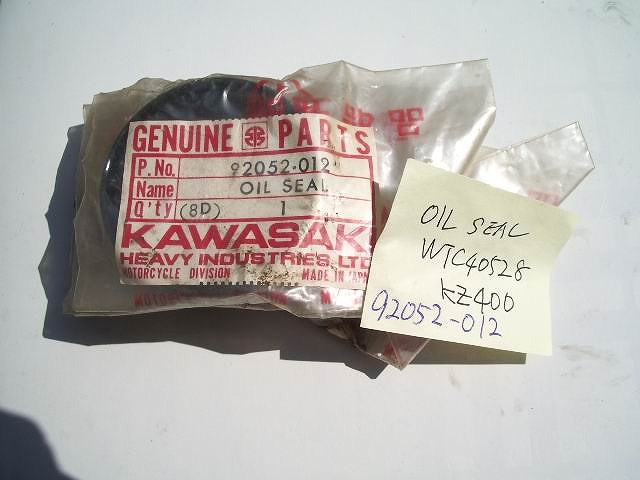 GENUINE PARTS
P.No. 92052-012
Name OIL SEAL
Q'ty (8D) 1
KAWASAKI
HEAVY INDUSTRIES, LTD
MOTORCYCLE DIVISION MADE IN JAPAN
OIL SEAL
WTC40528
KZ400
92052-012